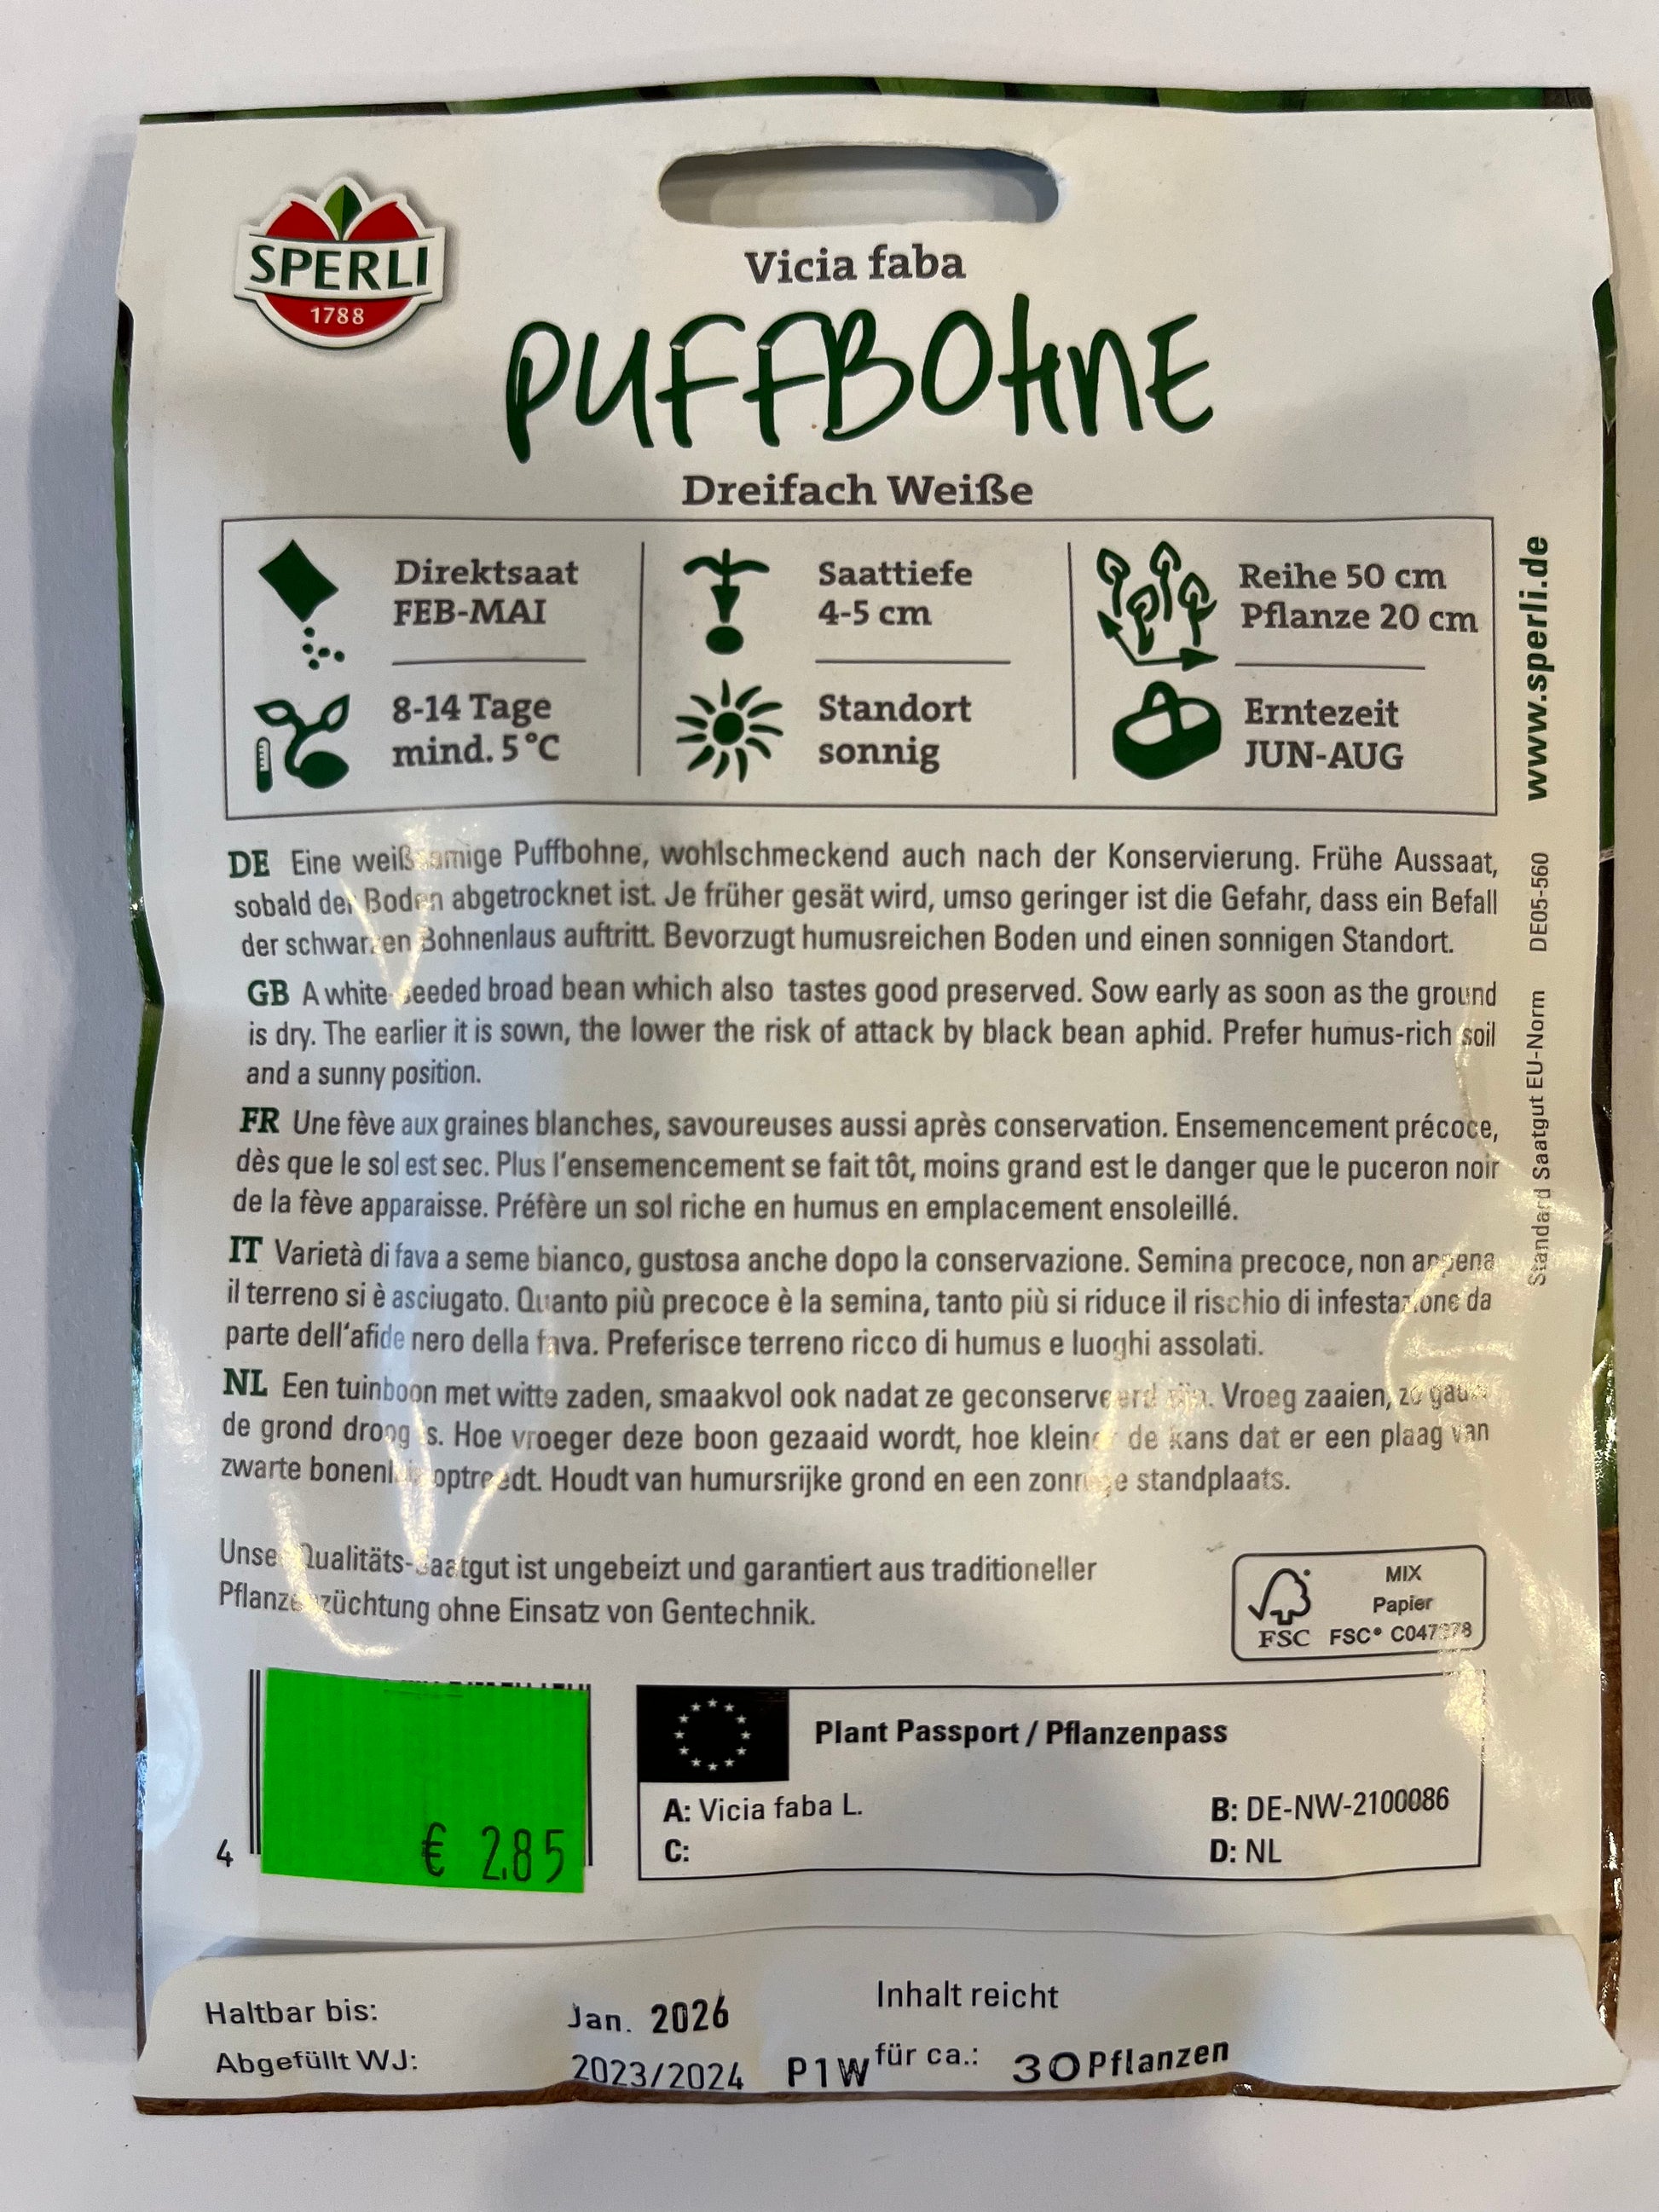 SPERLI
1788
Vicia faba
PUFFBOHNE
Dreifach Weiße
Direktsaat
FEB-MAI
8-14 Tage
mind. 5 °C
Saattiefe
4-5 cm
Standort
sonnig
Reihe 50 cm
Pflanze 20 cm
Erntezeit
JUN-AUG
www.sperli.de
DE05-560
Standard Saatgut EU-Norm
DE Eine weißsamige Puffbohne, wohlschmeckend auch nach der Konservierung. Frühe Aussaat,
sobald der Boden abgetrocknet ist. Je früher gesät wird, umso geringer ist die Gefahr, dass ein Befall
der schwarzen Bohnenlaus auftritt. Bevorzugt humusreichen Boden und einen sonnigen Standort.
GB A white-seeded broad bean which also tastes good preserved. Sow early as soon as the ground
is dry. The earlier it is sown, the lower the risk of attack by black bean aphid. Prefer humus-rich soil
and a sunny position.
FR Une fève aux graines blanches, savoureuses aussi après conservation. Ensemencement précoce,
dès que le sol est sec. Plus l'ensemencement se fait tôt, moins grand est le danger que le puceron noir
de la fève apparaisse. Préfère un sol riche en humus en emplacement ensoleillé.
IT Varietà di fava a seme bianco, gustosa anche dopo la conservazione. Semina precoce, non appena
il terreno si è asciugato. Quanto più precoce è la semina, tanto più si riduce il rischio di infestazione da
parte dell'afide nero della fava. Preferisce terreno ricco di humus e luoghi assolati.
NL Een tuinboon met witte zaden, smaakvol ook nadat ze geconserveerd zijn. Vroeg zaaien, zo gauw
de grond droog is. Hoe vroeger deze boon gezaaid wordt, hoe kleiner de kans dat er een plaag van
zwarte bonenluis optreedt. Houdt van humursrijke grond en een zonnige standplaats.
Unser Qualitäts-Saatgut ist ungebeizt und garantiert aus traditioneller
Pflanzenzüchtung ohne Einsatz von Gentechnik.
MIX
Papier
FSC FSC® 
4
€ 2.85
Plant Passport / Pflanzenpass
A: Vicia faba L.
B: DE-NW-2100086
C:
D: NL
Haltbar bis: Jan. 2026
Abgefüllt WJ: 2023/2024 P1W
Inhalt reicht
für ca.: 30 Pflanzen